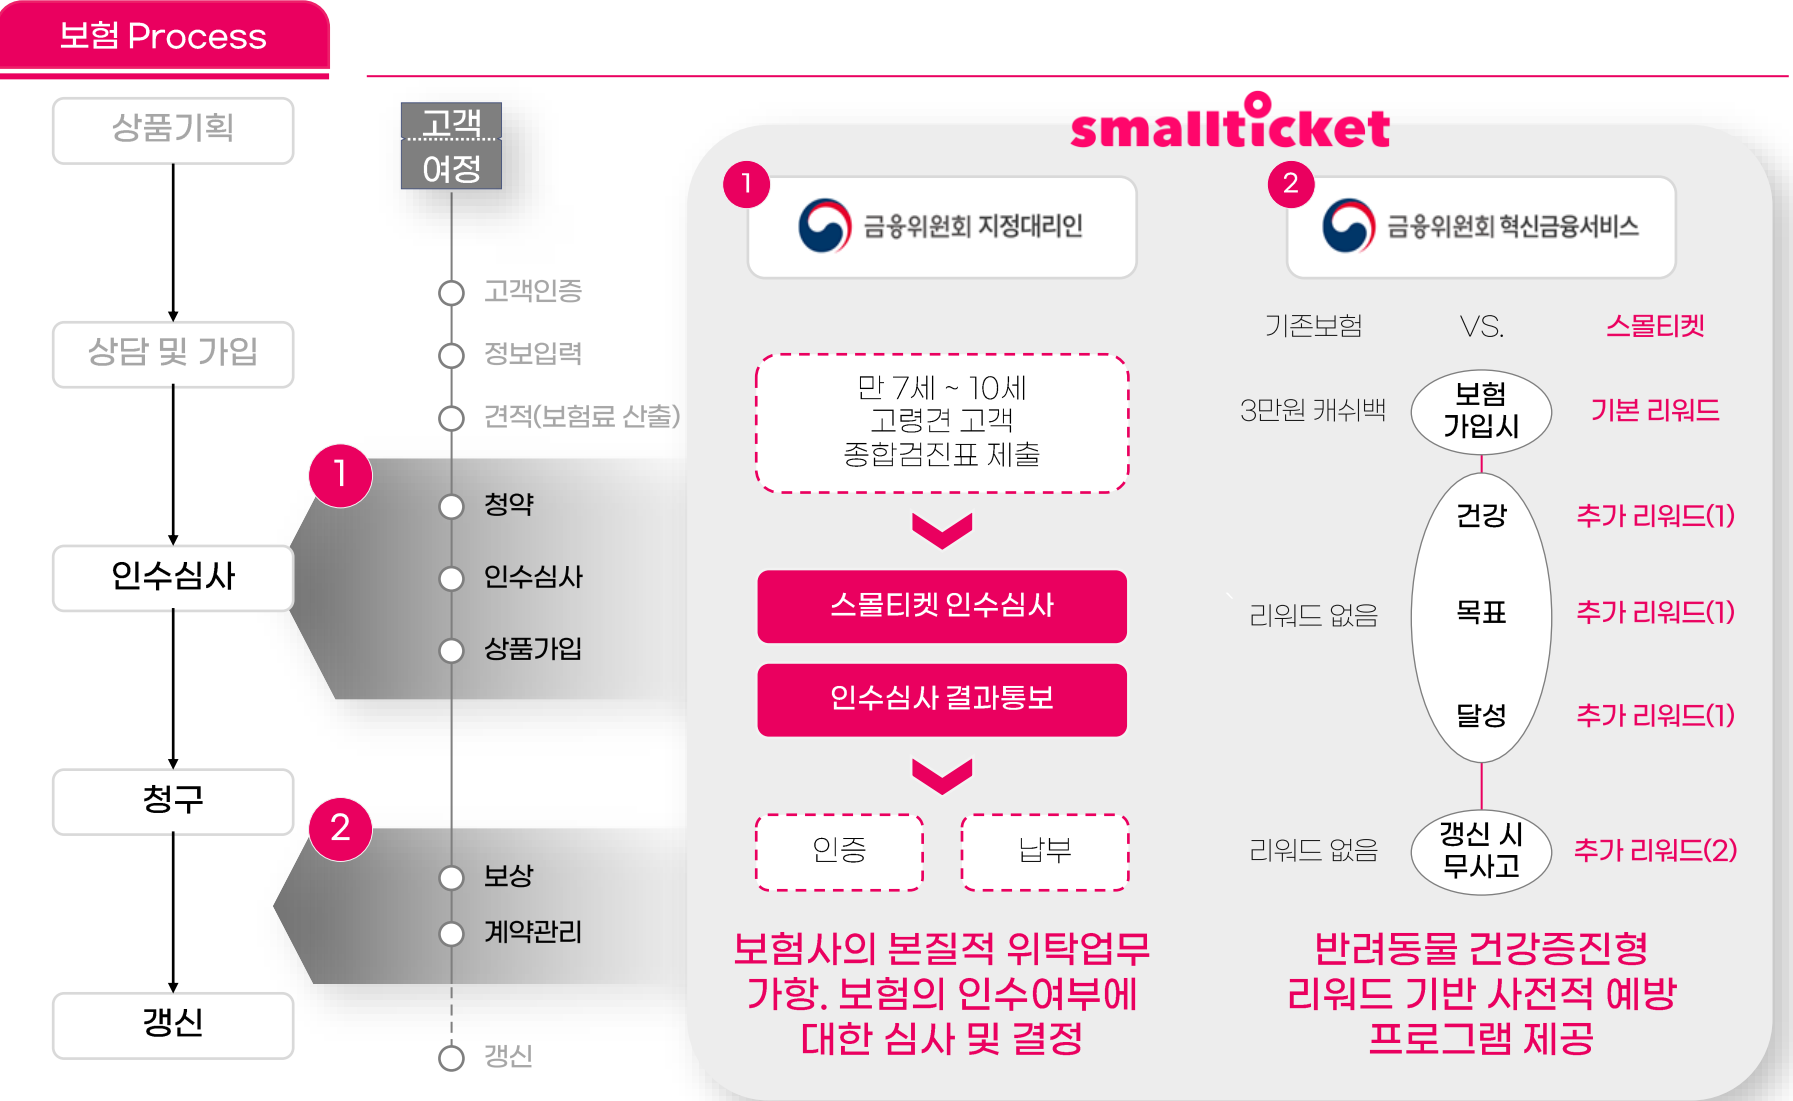 보험 Process
상품기획
상담 및 가입
인수심사
청구
갱신
고객
여정
고객인증
정보입력
견적(보험료 산출)
1
청약
인수심사
상품가입
2
보상
계약관리
갱신
smallticket
1
금융위원회 지정대리인
만 7세 ~ 10세
고령견 고객
종합검진표 제출
스몰티켓 인수심사
인수심사 결과통보
인증
납부
보험사의 본질적 위탁업무
가항. 보험의 인수여부에
대한 심사 및 결정
2
금융위원회 혁신금융서비스
기존보험 VS. 스몰티켓
3만원 캐쉬백
보험
가입시
기본 리워드
건강
추가 리워드(1)
리워드 없음
목표
추가 리워드(1)
달성
추가 리워드(1)
리워드 없음
갱신 시
무사고
추가 리워드(2)
반려동물 건강증진형
리워드 기반 사전적 예방
프로그램 제공